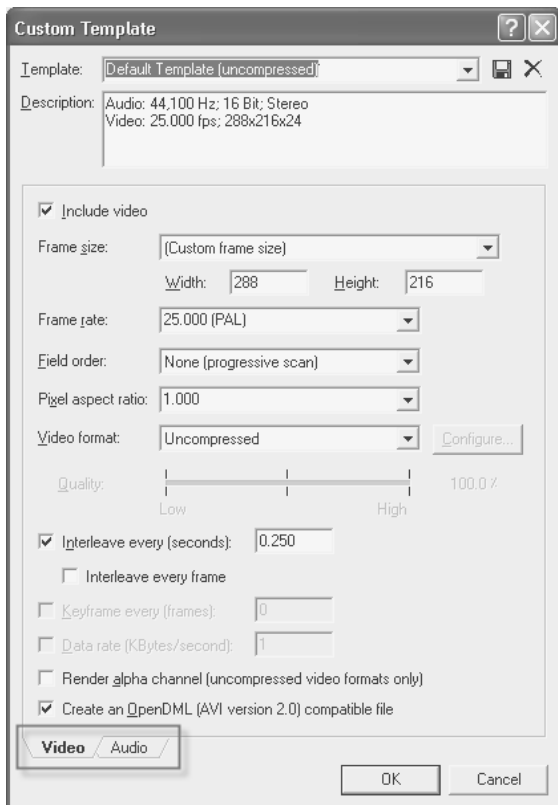 Custom Template
Template: Default Template (uncompressed)
Description: Audio: 44,100 Hz; 16 Bit; Stereo
Video: 25.000 fps; 288x216x24
Include video
Frame size: (Custom frame size)
Width: 288 Height: 216
Frame rate: 25.000 (PAL)
Field order: None (progressive scan)
Pixel aspect ratio: 1.000
Video format: Uncompressed Configure...
Quality: 100.0 %
Low High
Interleave every (seconds): 0.250
Interleave every frame
Keyframe every (frames): 0
Data rate (KBytes/second): 1
Render alpha channel (uncompressed video formats only)
Create an OpenDML (AVI version 2.0) compatible file
Video Audio
OK Cancel